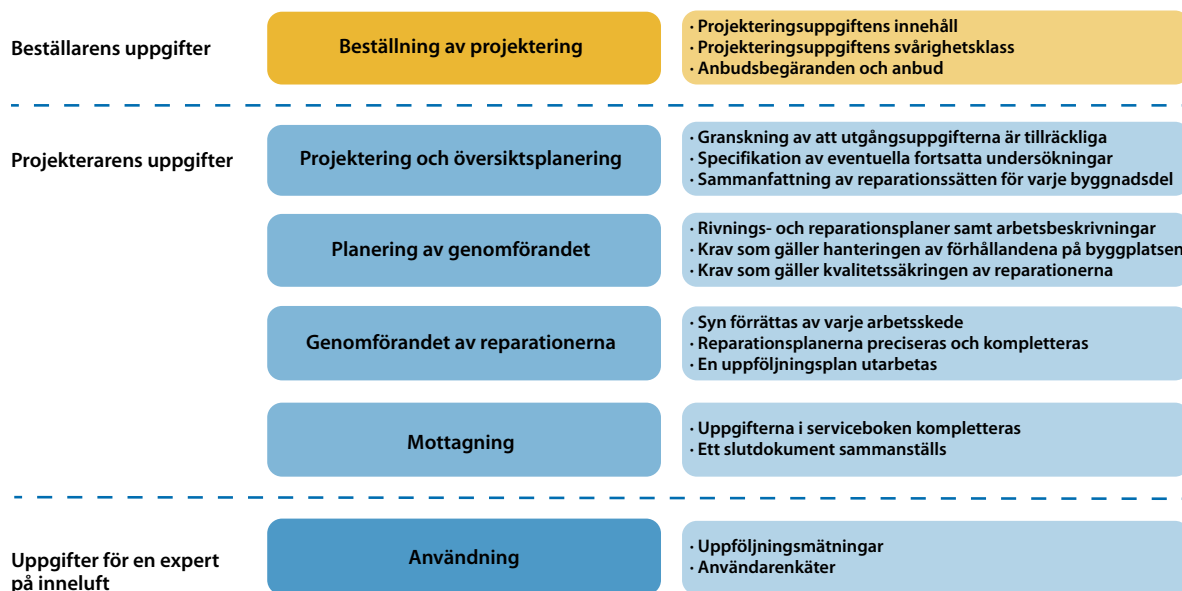 Beställarens uppgifter
Beställning av projektering
· Projekteringsuppgiftens innehåll
· Projekteringsuppgiftens svårighetsklass
· Anbudsbegäranden och anbud
Projekterarens uppgifter
Projektering och översiktsplanering
· Granskning av att utgångsuppgifterna är tillräckliga
· Specifikation av eventuella fortsatta undersökningar
· Sammanfattning av reparationssätten för varje byggnadsdel
Planering av genomförandet
· Rivnings- och reparationsplaner samt arbetsbeskrivningar
· Krav som gäller hanteringen av förhållandena på byggplatsen
· Krav som gäller kvalitetssäkringen av reparationerna
Genomförandet av reparationerna
· Syn förrättas av varje arbetsskede
· Reparationsplanerna preciseras och kompletteras
· En uppföljningsplan utarbetas
Mottagning
· Uppgifterna i serviceboken kompletteras
· Ett slutdokument sammanställs
Uppgifter för en expert
på inneluft
Användning
· Uppföljningsmätningar
· Användarenkäter